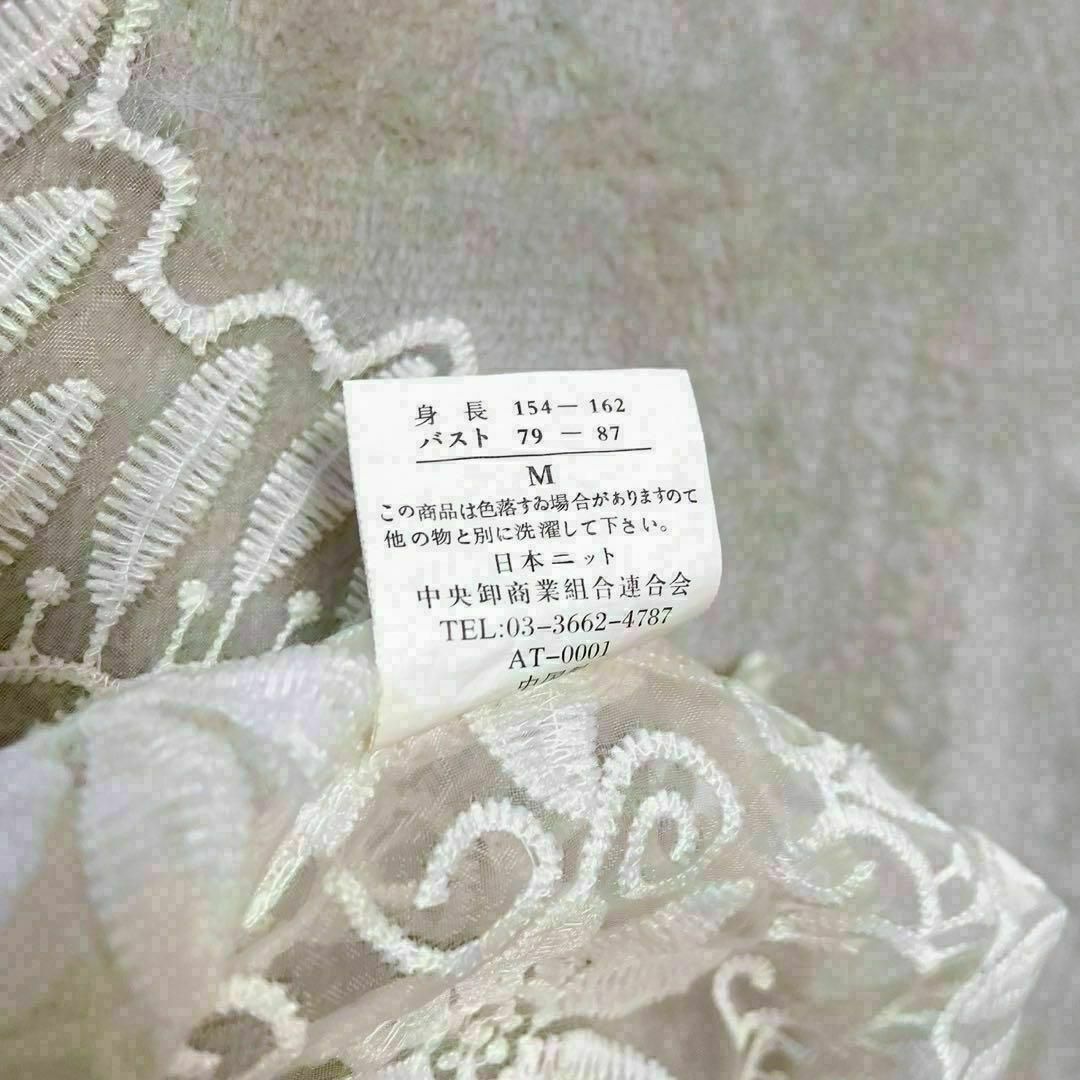 身 長 154 － 162
バスト 79 － 87
M
この商品は色落する場合がありますので
他の物と別に洗濯して下さい。
日本ニット
中央卸商業組合連合会
TEL:03-3662-4787
AT-0001
中国製